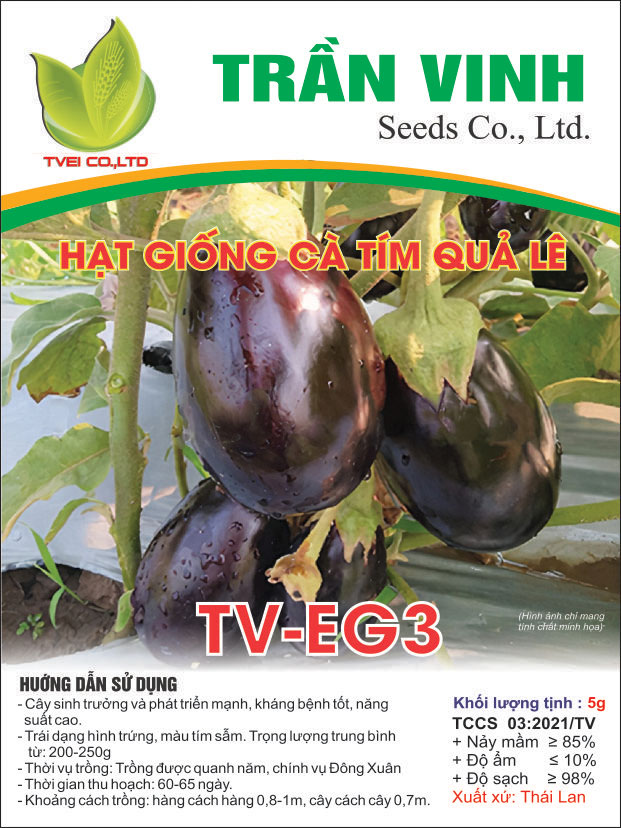 TVEI CO.,LTD
TRẦN VINH
Seeds Co., Ltd.
HẠT GIỐNG CÀ TÍM QUẢ LÊ
TV-EG3
(Hình ảnh chỉ mang
tính chất minh họa)
HƯỚNG DẪN SỬ DỤNG
- Cây sinh trưởng và phát triển mạnh, kháng bệnh tốt, năng
suất cao.
- Trái dạng hình trứng, màu tím sẫm. Trọng lượng trung bình
từ: 200-250g
- Thời vụ trồng: Trồng được quanh năm, chính vụ Đông Xuân
- Thời gian thu hoạch: 60-65 ngày.
- Khoảng cách trồng: hàng cách hàng 0,8-1m, cây cách cây 0,7m.
Khối lượng tịnh : 5g
TCCS 03:2021/TV
+ Nảy mầm ≥ 85%
+ Độ ẩm ≤ 10%
+ Độ sạch ≥ 98%
Xuất xứ: Thái Lan